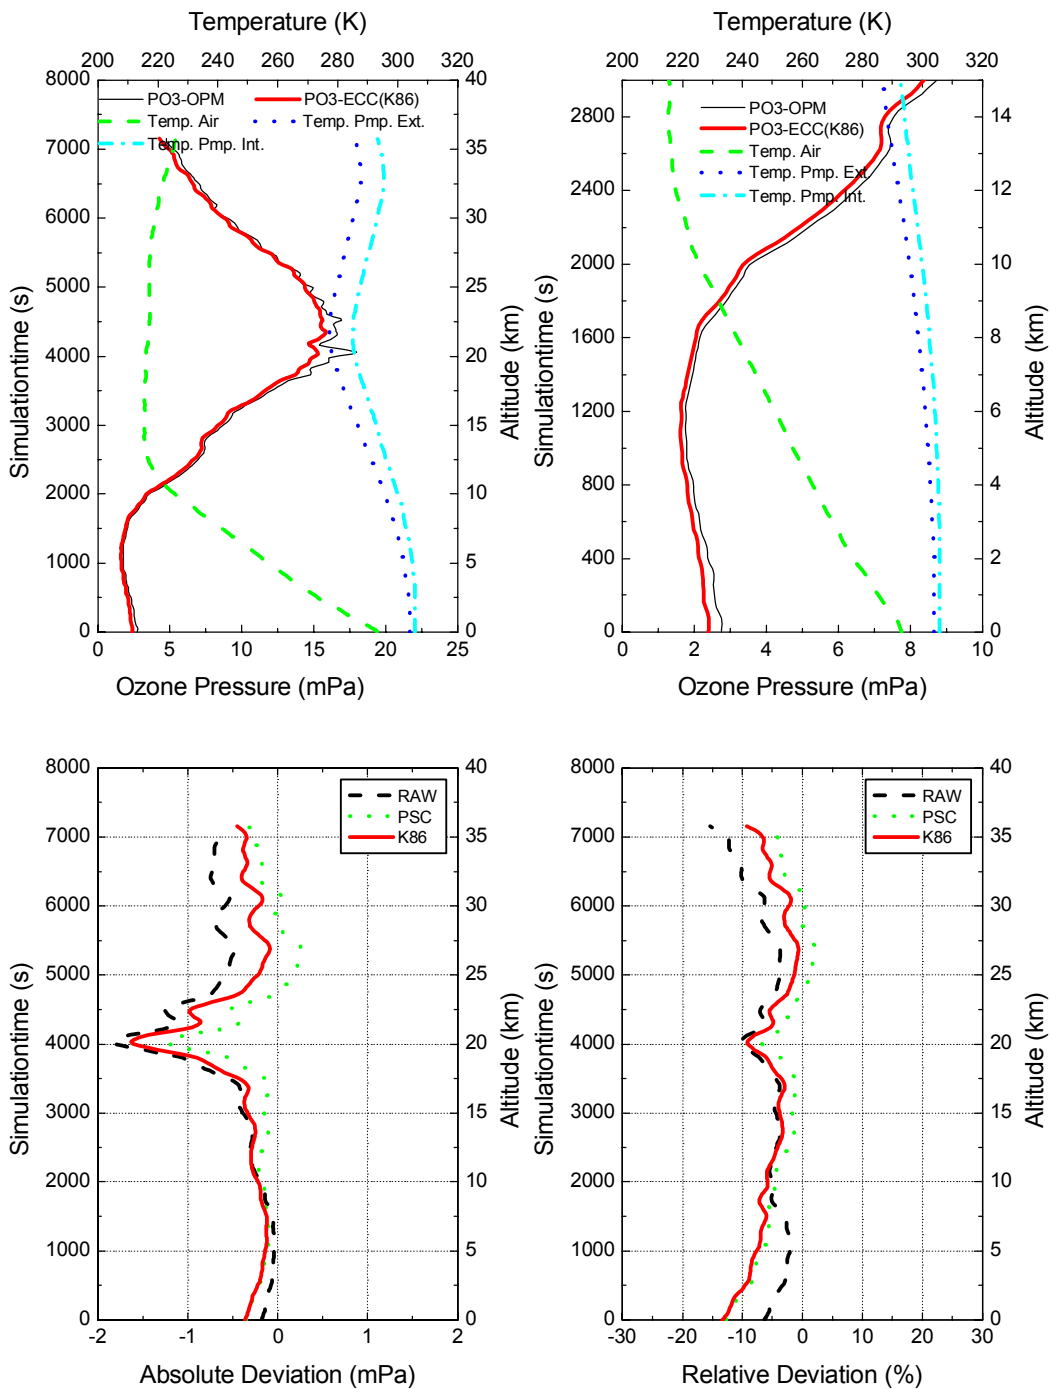 Temperature (K)
200 220 240 260 280 300 320
8000 40
PO3-OPM PO3-ECC(K86)
Temp. Air Temp. Pmp. Ext.
Temp. Pmp. Int.
7000 35
6000 30
5000 25
4000 20
3000 15
2000 10
1000 5
0 0
0 5 10 15 20 25
Simulationtime (s)
Altitude (km)
Ozone Pressure (mPa)
Temperature (K)
200 220 240 260 280 300 320
PO3-OPM
PO3-ECC(K86)
Temp. Air
Temp. Pmp. Ext
Temp. Pmp. Int.
2800 14
2400 12
2000 10
1600 8
1200 6
800 4
400 2
0 0
0 2 4 6 8 10
Simulationtime (s)
Altitude (km)
Ozone Pressure (mPa)
8000 40
RAW
PSC
K86
7000 35
6000 30
5000 25
4000 20
3000 15
2000 10
1000 5
0 0
-2 -1 0 1 2
Simulationtime (s)
Altitude (km)
Absolute Deviation (mPa)
8000 40
RAW
PSC
K86
7000 35
6000 30
5000 25
4000 20
3000 15
2000 10
1000 5
0 0
-30 -20 -10 0 10 20 30
Simulationtime (s)
Altitude (km)
Relative Deviation (%)